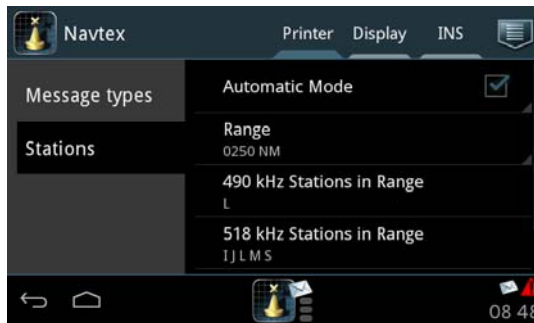 Navtex
Printer Display INS
Message types
Stations
Automatic Mode
Range
0250 NM
490 kHz Stations in Range
L
518 kHz Stations in Range
I J L M S
08 48